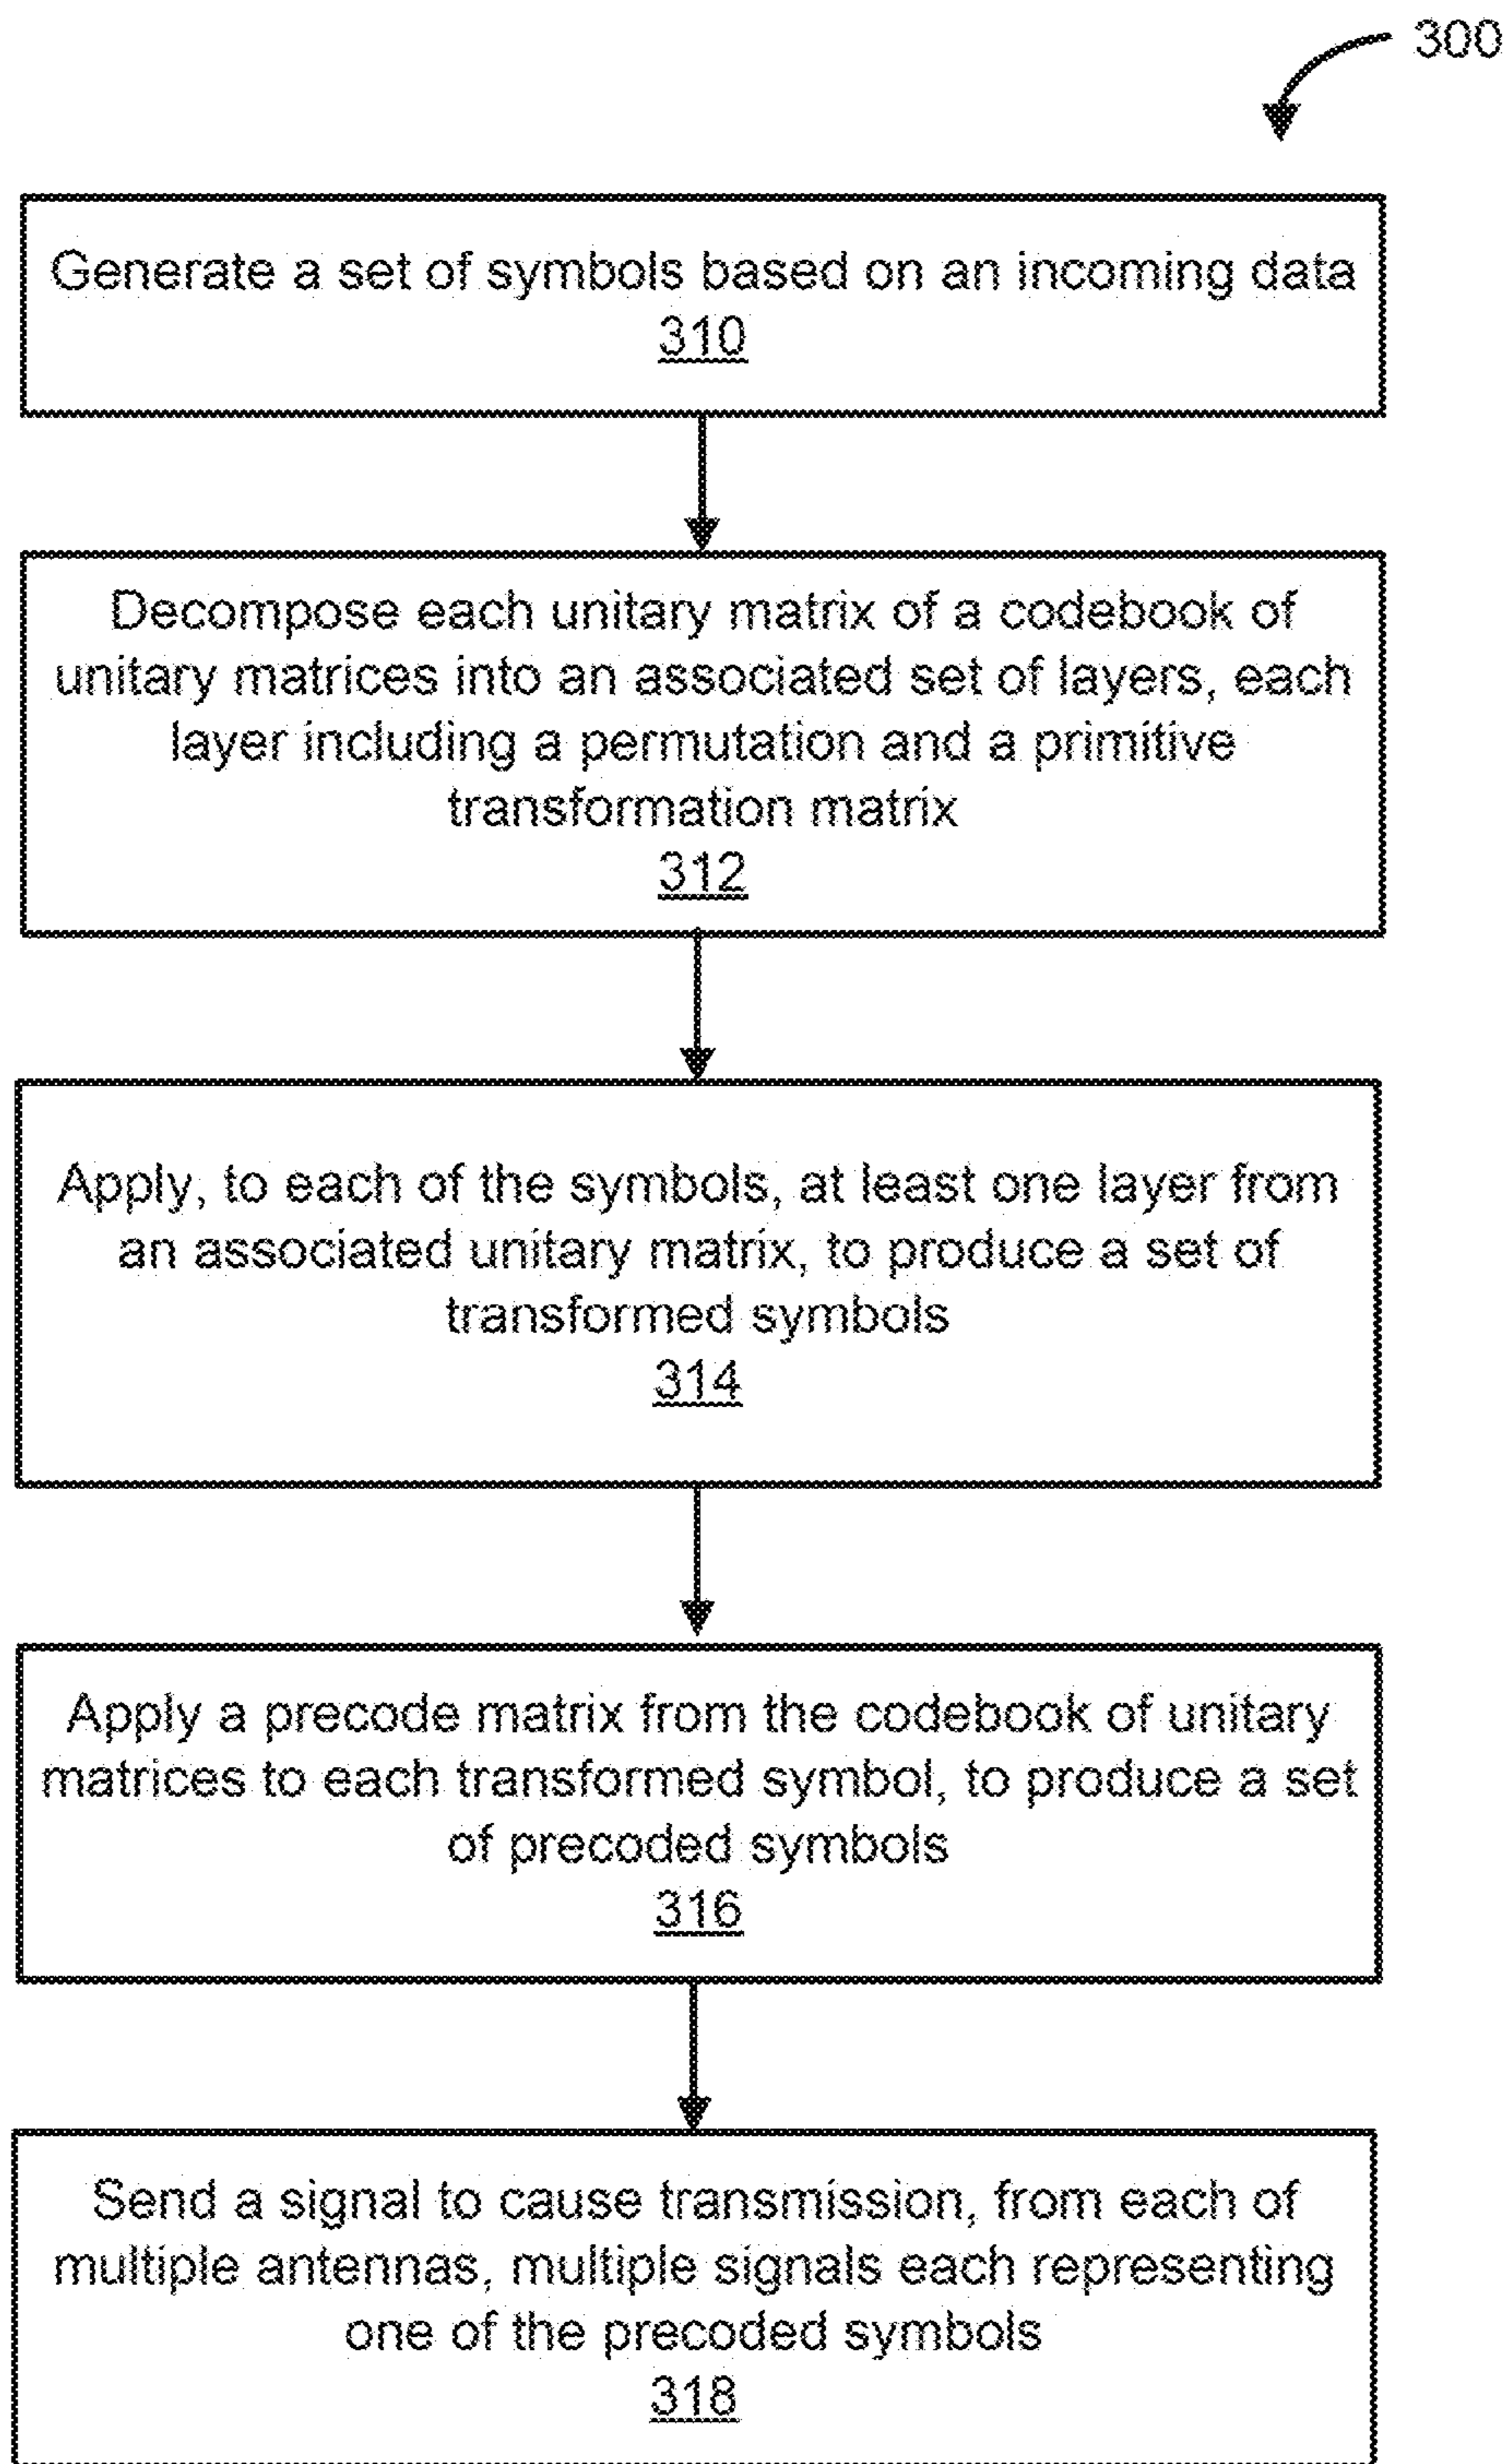 300
Generate a set of symbols based on an incoming data
310
Decompose each unitary matrix of a codebook of
unitary matrices into an associated set of layers, each
layer including a permutation and a primitive
transformation matrix
312
Apply, to each of the symbols, at least one layer from
an associated unitary matrix, to produce a set of
transformed symbols
314
Apply a precode matrix from the codebook of unitary
matrices to each transformed symbol, to produce a set
of precoded symbols
316
Send a signal to cause transmission, from each of
multiple antennas, multiple signals each representing
one of the precoded symbols
318